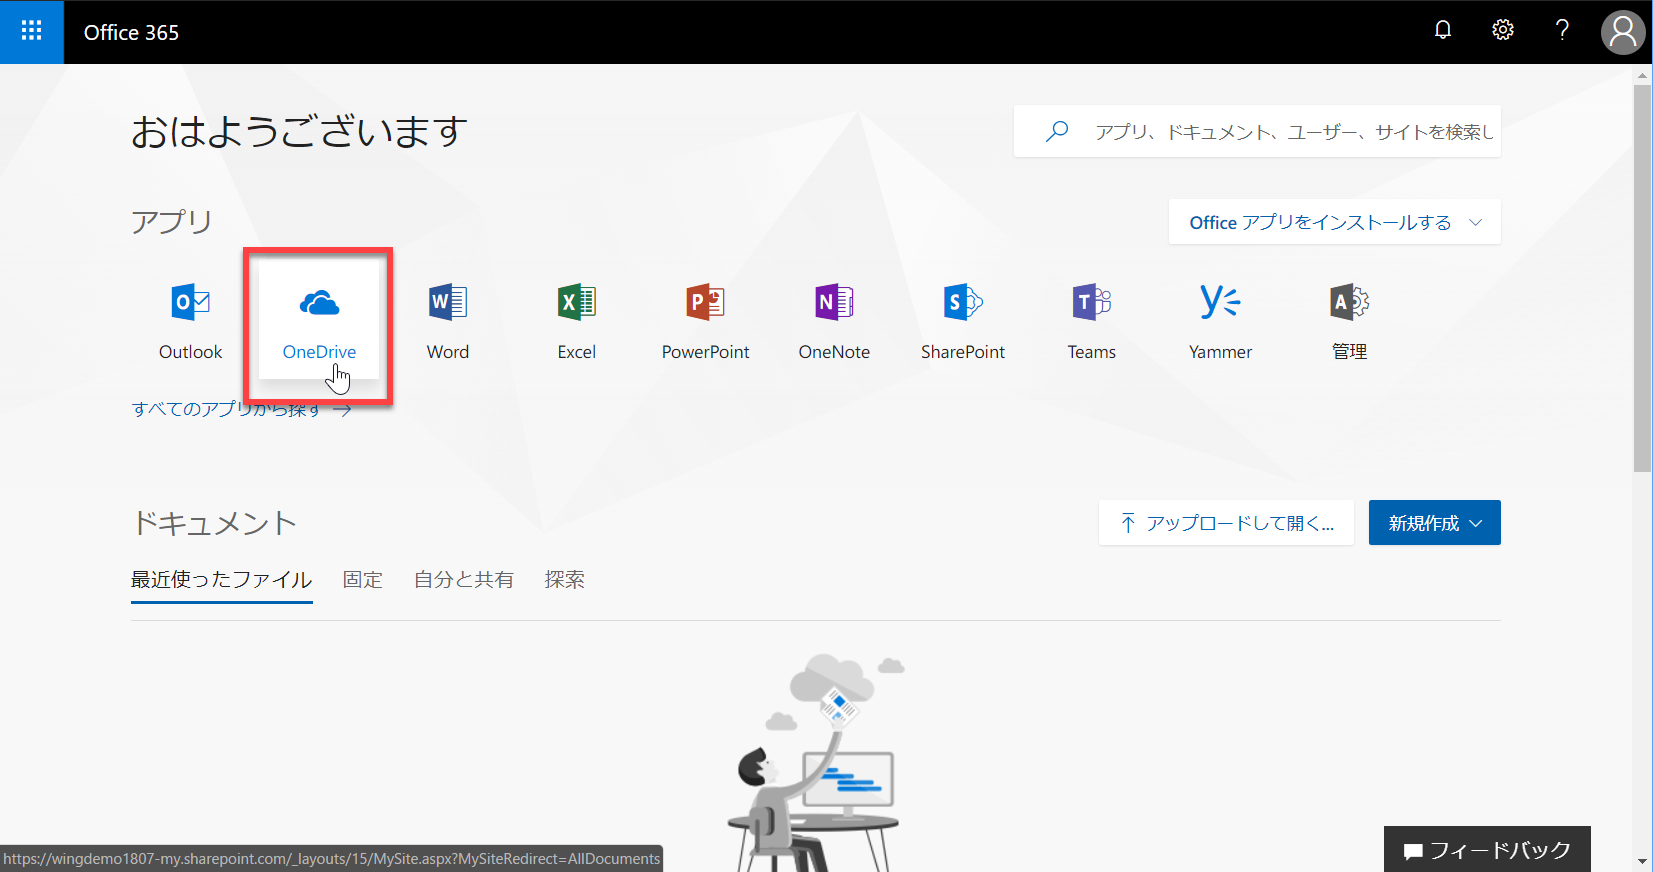 Office 365
おはようございます
アプリ、ドキュメント、ユーザー、サイトを検索し
アプリ
Office アプリをインストールする
Outlook
OneDrive
Word
Excel
PowerPoint
OneNote
SharePoint
Teams
Yammer
管理
すべてのアプリから探す →
ドキュメント
アップロードして開く...
新規作成
最近使ったファイル
固定
自分と共有
探索
https://wingdemo1807-my.sharepoint.com/_layouts/15/MySite.aspx?MySiteRedirect=AllDocuments
フィードバック